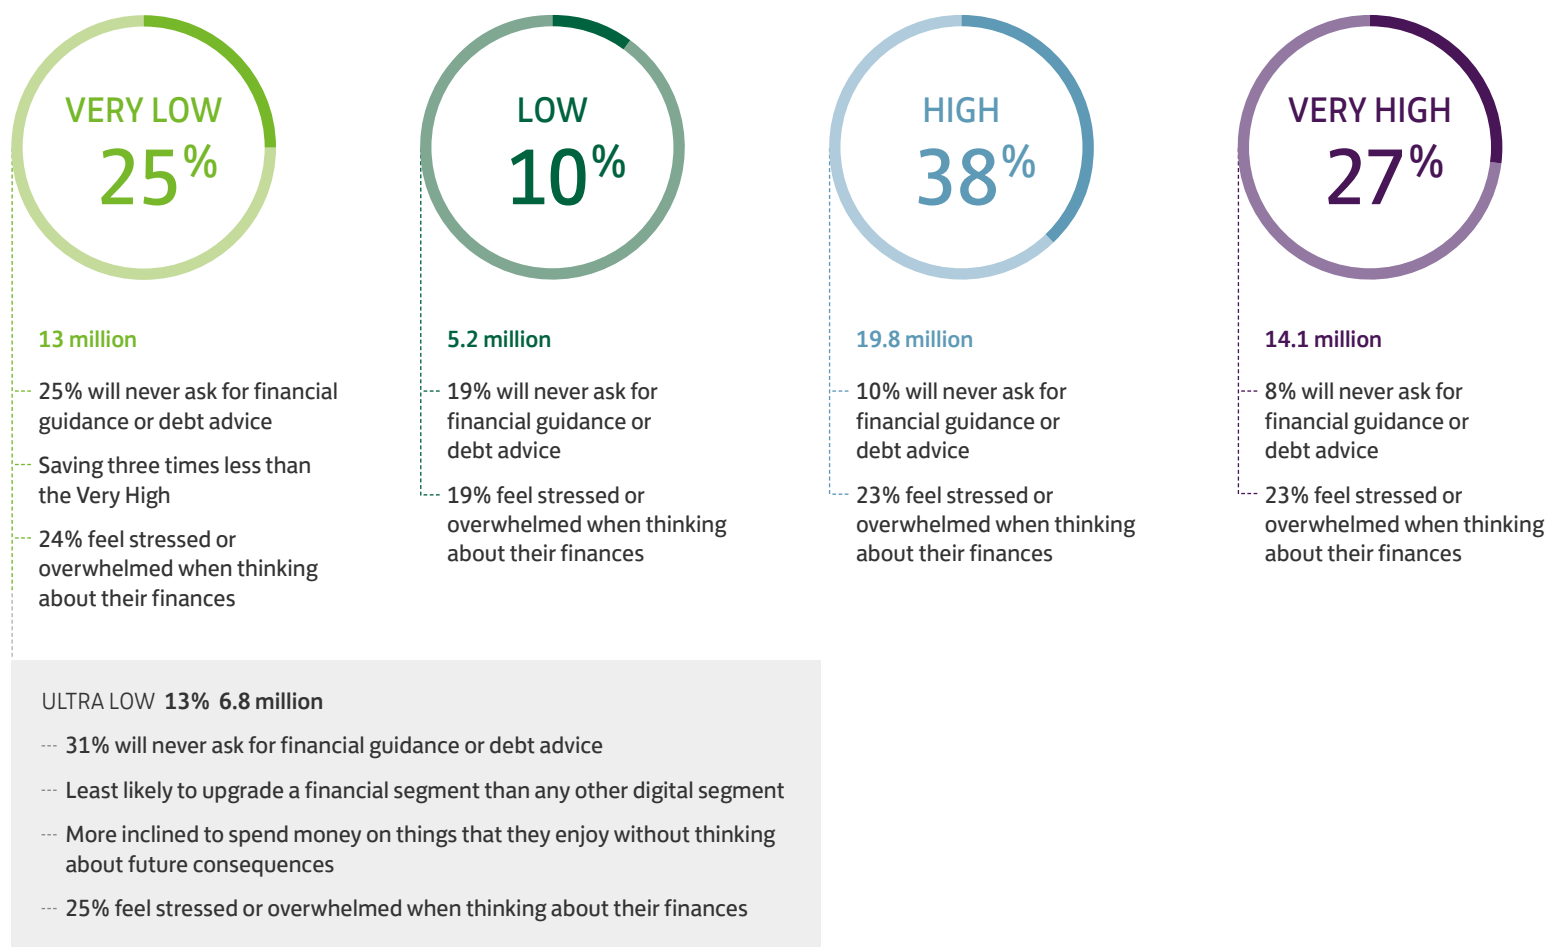 VERY LOW
25%
13 million
25% will never ask for financial
guidance or debt advice
Saving three times less than
the Very High
24% feel stressed or
overwhelmed when thinking
about their finances
LOW
10%
5.2 million
19% will never ask for
financial guidance or
debt advice
19% feel stressed or
overwhelmed when thinking
about their finances
HIGH
38%
19.8 million
10% will never ask for
financial guidance or
debt advice
23% feel stressed or
overwhelmed when thinking
about their finances
VERY HIGH
27%
14.1 million
8% will never ask for
financial guidance or
debt advice
23% feel stressed or
overwhelmed when thinking
about their finances
ULTRA LOW 13% 6.8 million
31% will never ask for financial guidance or debt advice
Least likely to upgrade a financial segment than any other digital segment
More inclined to spend money on things that they enjoy without thinking
about future consequences
25% feel stressed or overwhelmed when thinking about their finances